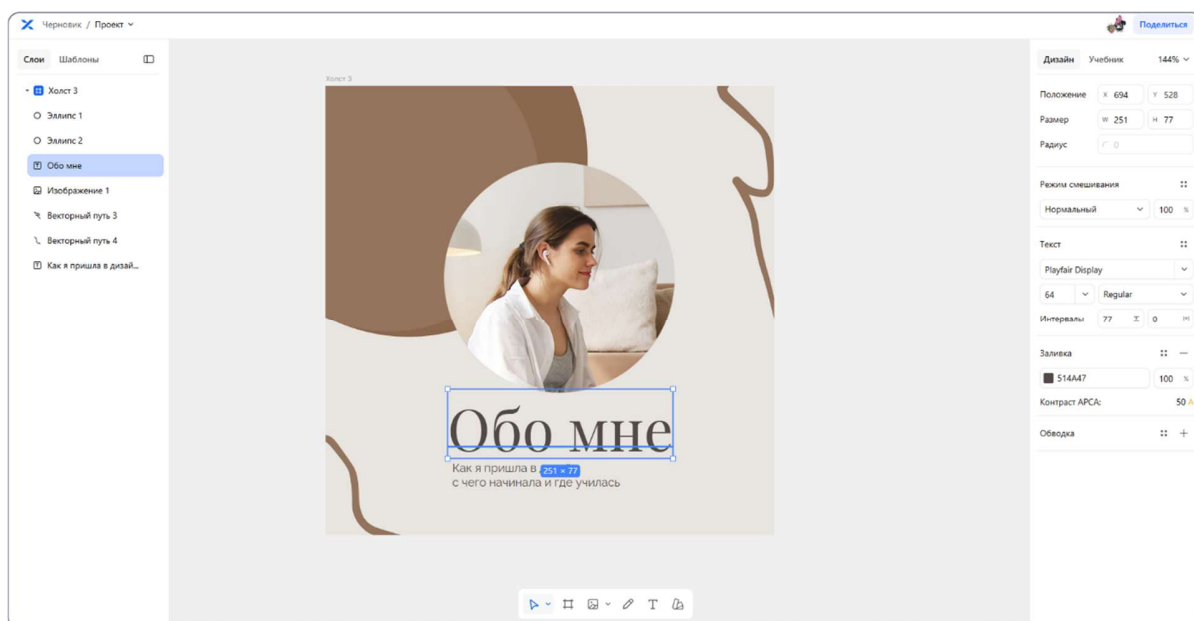 Черновик / Проект
Поделиться
Слои Шаблоны
Холст 3
Эллипс 1
Эллипс 2
Обо мне
Изображение 1
Векторный путь 3
Векторный путь 4
Как я пришла в дизай...
Холст 3
Обо мне
Как я пришла в
251 × 77
с чего начинала и где училась
Дизайн Учебник 144%
Положение X 694 Y 528
Размер W 251 H 77
Радиус 0
Режим смешивания
Нормальный 100 %
Текст
Playfair Display
64 Regular
Интервалы 77 0
Заливка
514A47 100 %
Контраст APCA: 50 A
Обводка